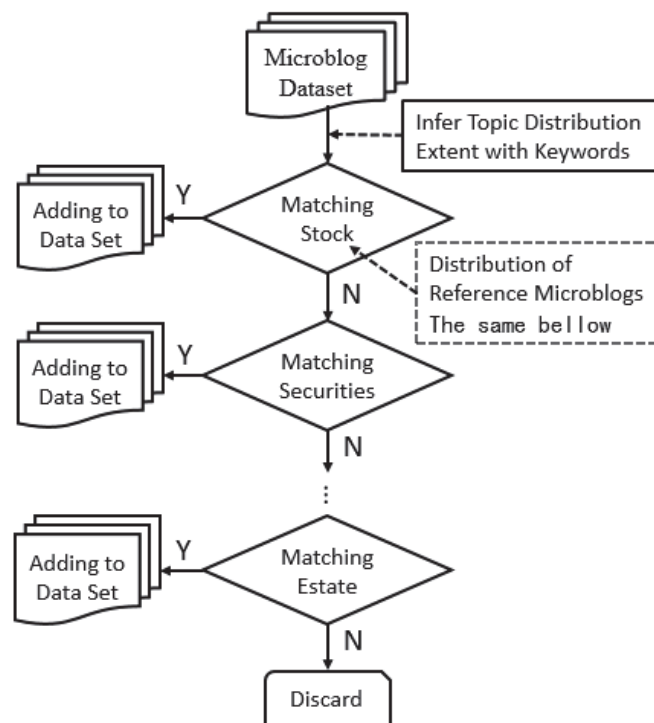 Microblog
Dataset
Infer Topic Distribution
Extent with Keywords
Y
Adding to
Data Set
Matching
Stock
Distribution of
Reference Microblogs
The same bellow
N
Y
Adding to
Data Set
Matching
Securities
N
...
Y
Adding to
Data Set
Matching
Estate
N
Discard